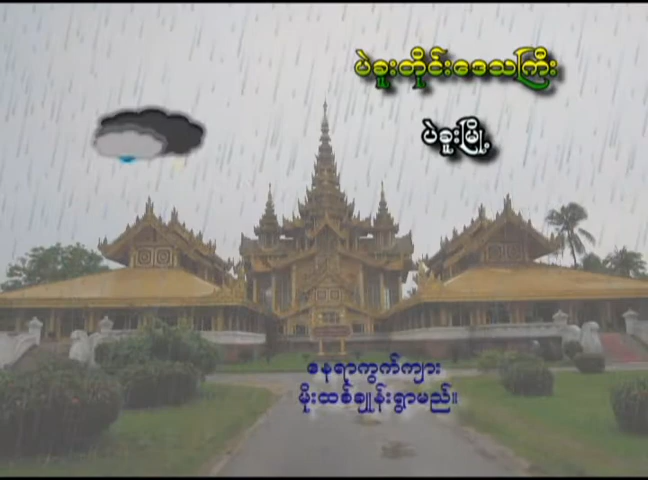 ပဲခူးတိုင်းဒေသကြီး
ပဲခူးမြို့
နေရာကွက်ကျား
မိုးထစ်ချုန်းရွာမည်။